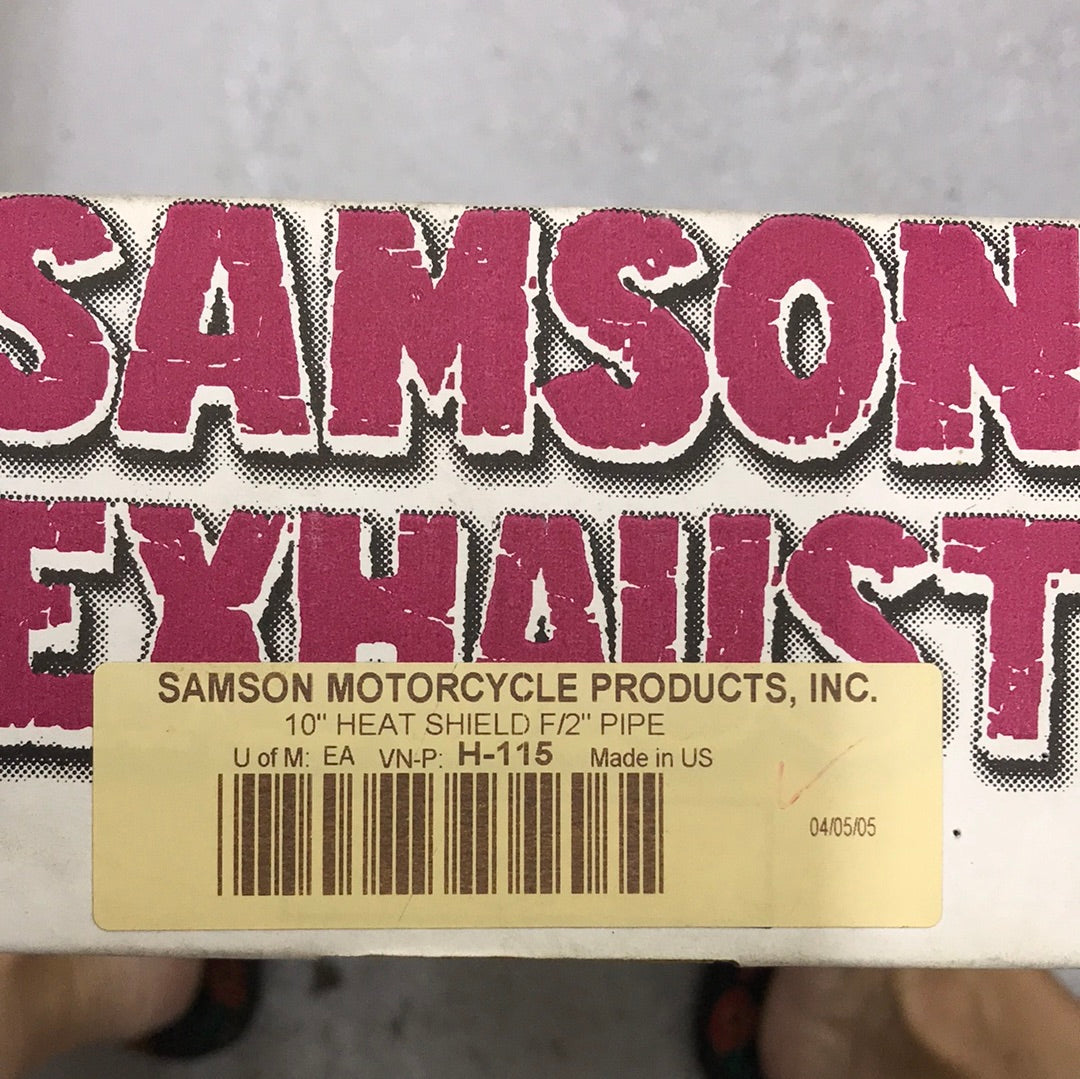 SAMSON
EXHAUST
SAMSON MOTORCYCLE PRODUCTS, INC.
10" HEAT SHIELD F/2" PIPE
U of M: EA VN-P: H-115 Made in US
04/05/05